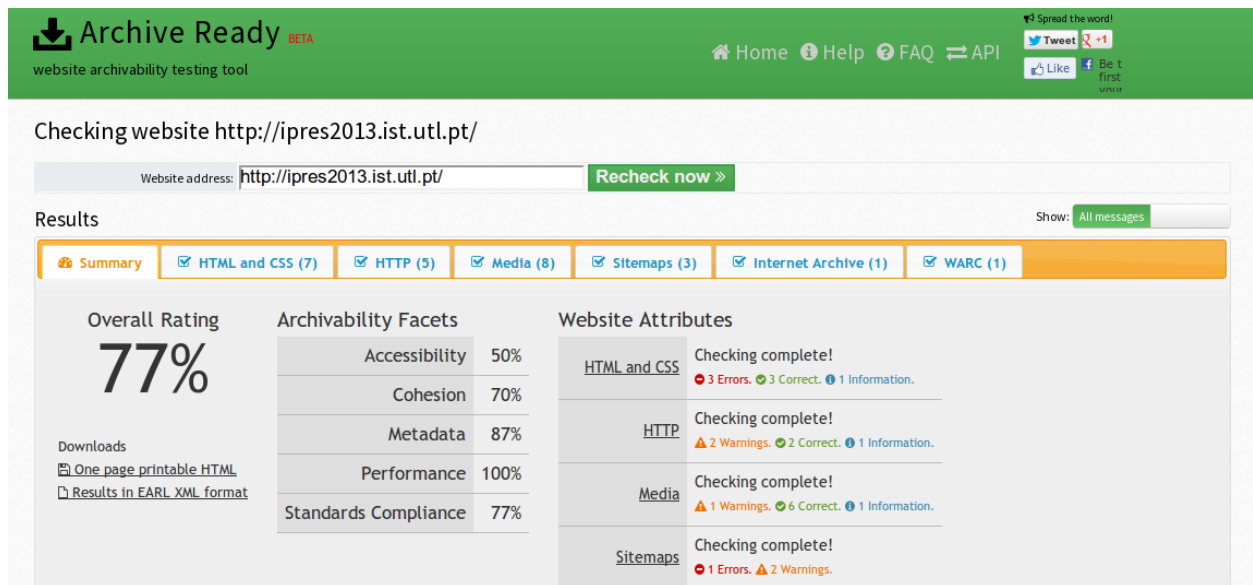 Archive Ready BETA
website archivability testing tool
Home Help FAQ API
Spread the word!
Tweet +1
Like Be t
first
Checking website http://ipres2013.ist.utl.pt/
Website address: http://ipres2013.ist.utl.pt/ Recheck now »
Results
Show: All messages
Summary HTML and CSS (7) HTTP (5) Media (8) Sitemaps (3) Internet Archive (1) WARC (1)
Overall Rating
77%
Downloads
One page printable HTML
Results in EARL XML format
Archivability Facets
Accessibility 50%
Cohesion 70%
Metadata 87%
Performance 100%
Standards Compliance 77%
Website Attributes
HTML and CSS
Checking complete!
3 Errors. 3 Correct. 1 Information.
HTTP
Checking complete!
2 Warnings. 2 Correct. 1 Information.
Media
Checking complete!
1 Warnings. 6 Correct. 1 Information.
Sitemaps
Checking complete!
1 Errors. 2 Warnings.